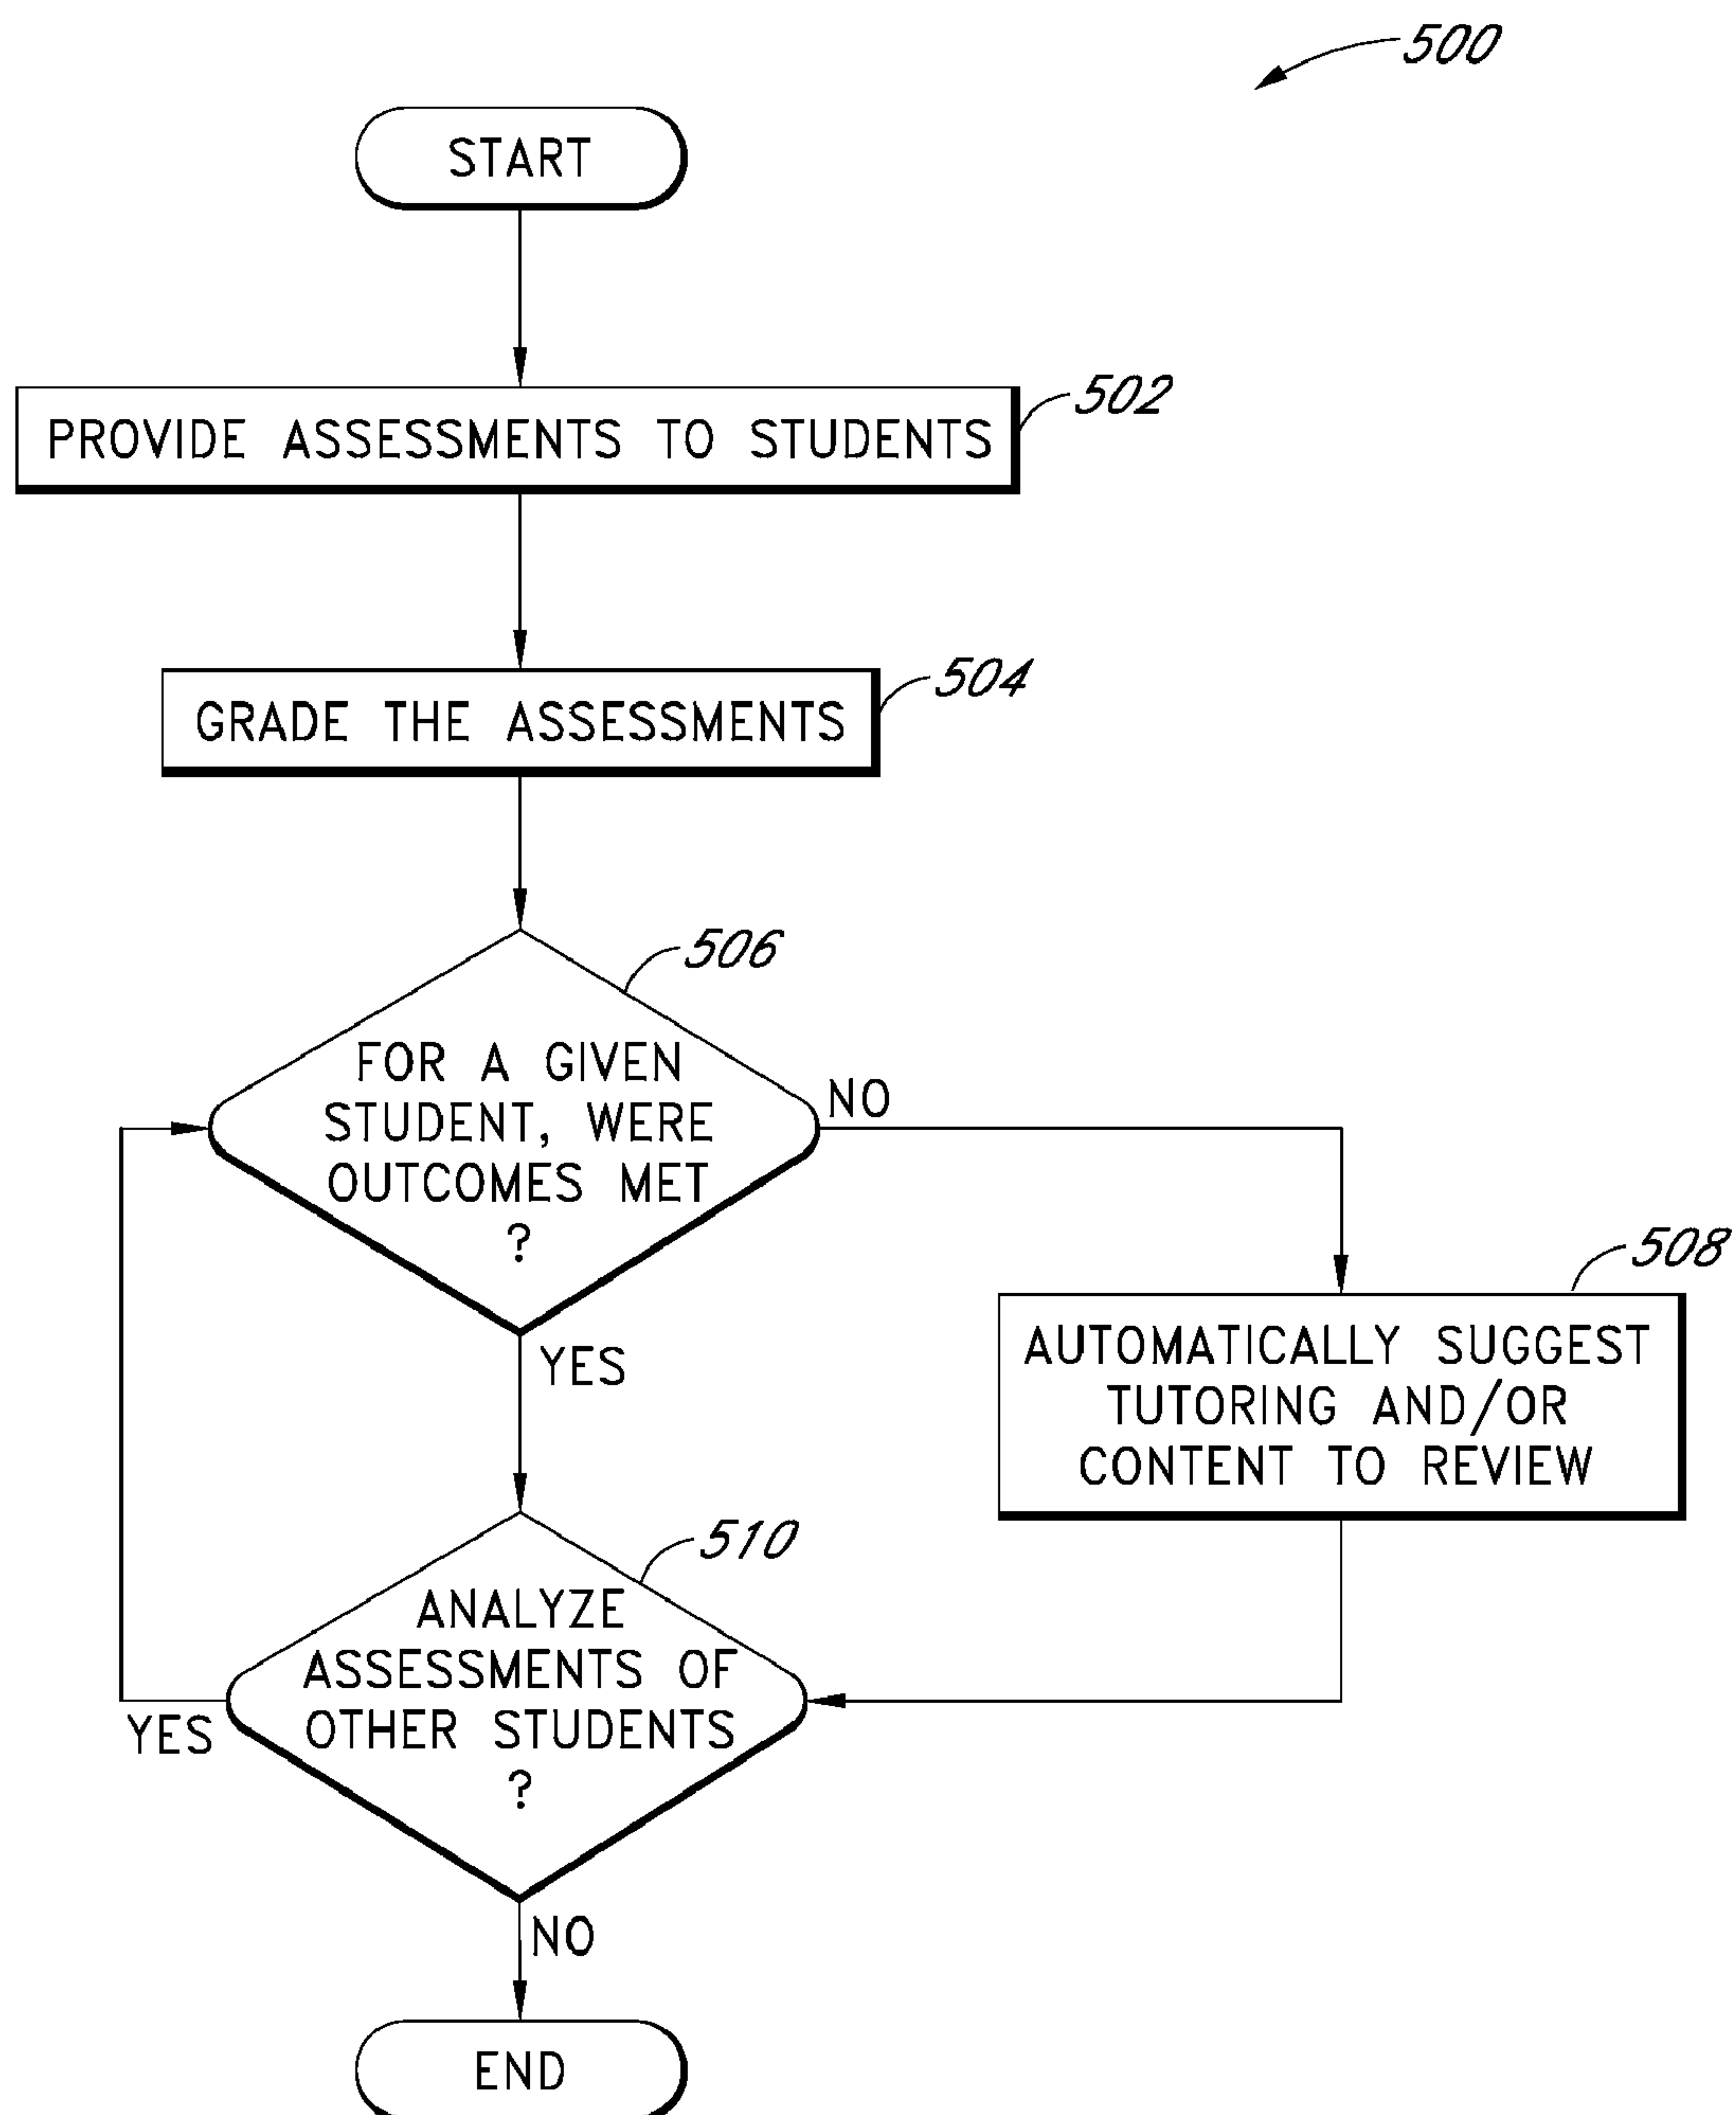 500
START
PROVIDE ASSESSMENTS TO STUDENTS
502
GRADE THE ASSESSMENTS
504
506
FOR A GIVEN
STUDENT, WERE
OUTCOMES MET
?
NO
YES
508
AUTOMATICALLY SUGGEST
TUTORING AND/OR
CONTENT TO REVIEW
510
ANALYZE
ASSESSMENTS OF
OTHER STUDENTS
?
YES
NO
END